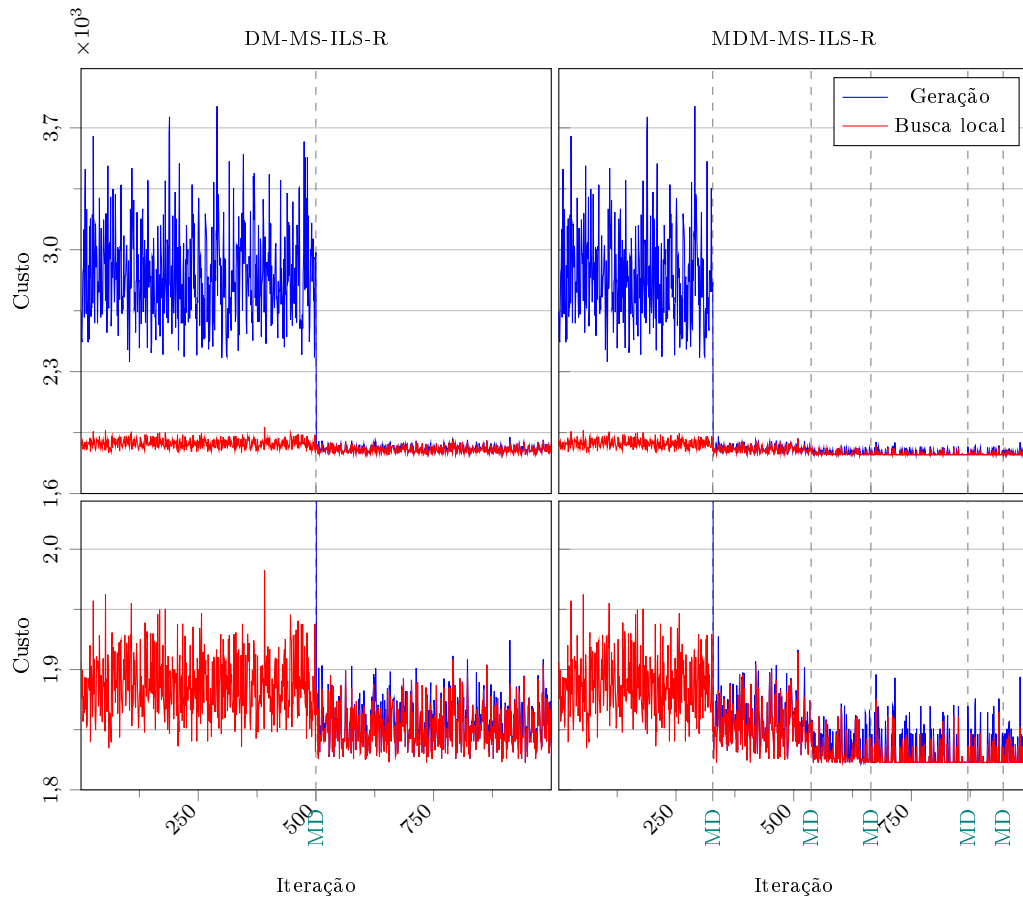 ×10³
DM-MS-ILS-R
MDM-MS-ILS-R
Geração
Busca local
3,7
3,0
2,3
1,6
Custo
2,0
1,9
1,8
Custo
250
500
750
MD
250
500
750
MD
MD
MD
MD
MD
Iteração
Iteração